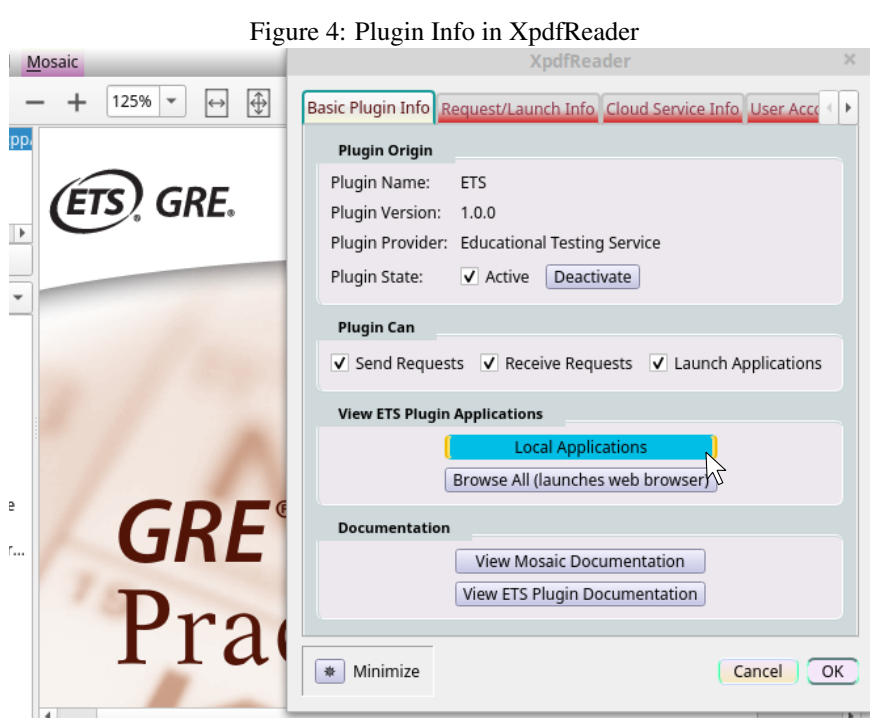 Figure 4: Plugin Info in XpdfReader
Mosaic
XpdfReader
125%
Basic Plugin Info Request/Launch Info Cloud Service Info User Acco
Plugin Origin
Plugin Name: ETS
Plugin Version: 1.0.0
Plugin Provider: Educational Testing Service
Plugin State: Active Deactivate
Plugin Can
Send Requests Receive Requests Launch Applications
View ETS Plugin Applications
Local Applications
Browse All (launches web browser)
Documentation
View Mosaic Documentation
View ETS Plugin Documentation
Minimize
Cancel OK
pp
ETS® GRE®
e
r...
GRE®
Prac